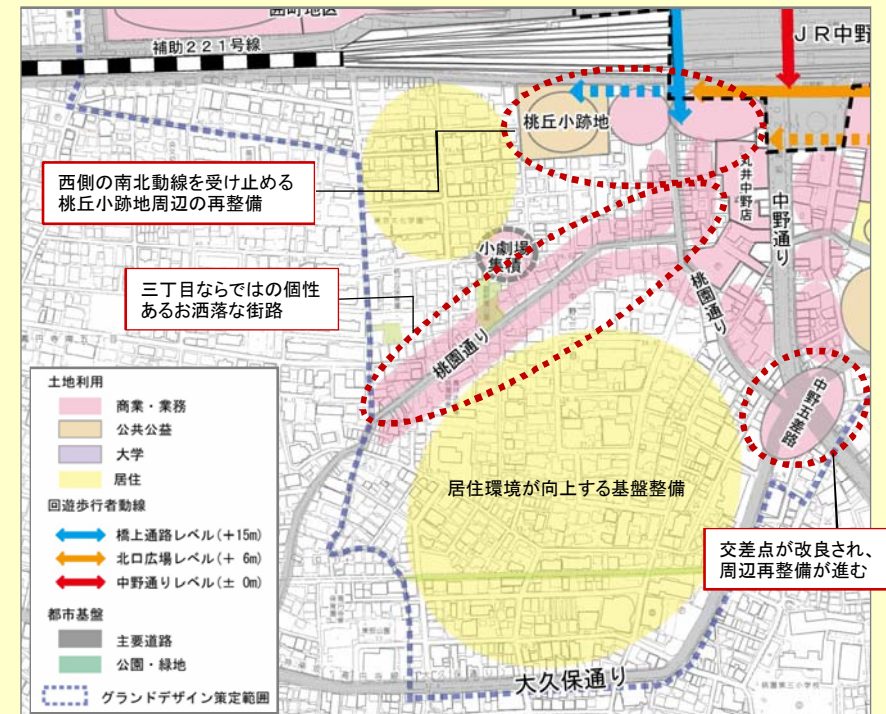 囲町地区
補助221号線
JR中野
桃丘小跡地
西側の南北動線を受け止める
桃丘小跡地周辺の再整備
丸井中野店
中野通り
小劇場
集積
三丁目ならではの個性
あるお洒落な街路
桃園通り
桃園通り
中野五差路
居住環境が向上する基盤整備
交差点が改良され、
周辺再整備が進む
大久保通り
土地利用
商業・業務
公共公益
大学
居住
回遊歩行者動線
橋上通路レベル(+15m)
北口広場レベル(+ 6m)
中野通りレベル(± 0m)
都市基盤
主要道路
公園・緑地
グランドデザイン策定範囲